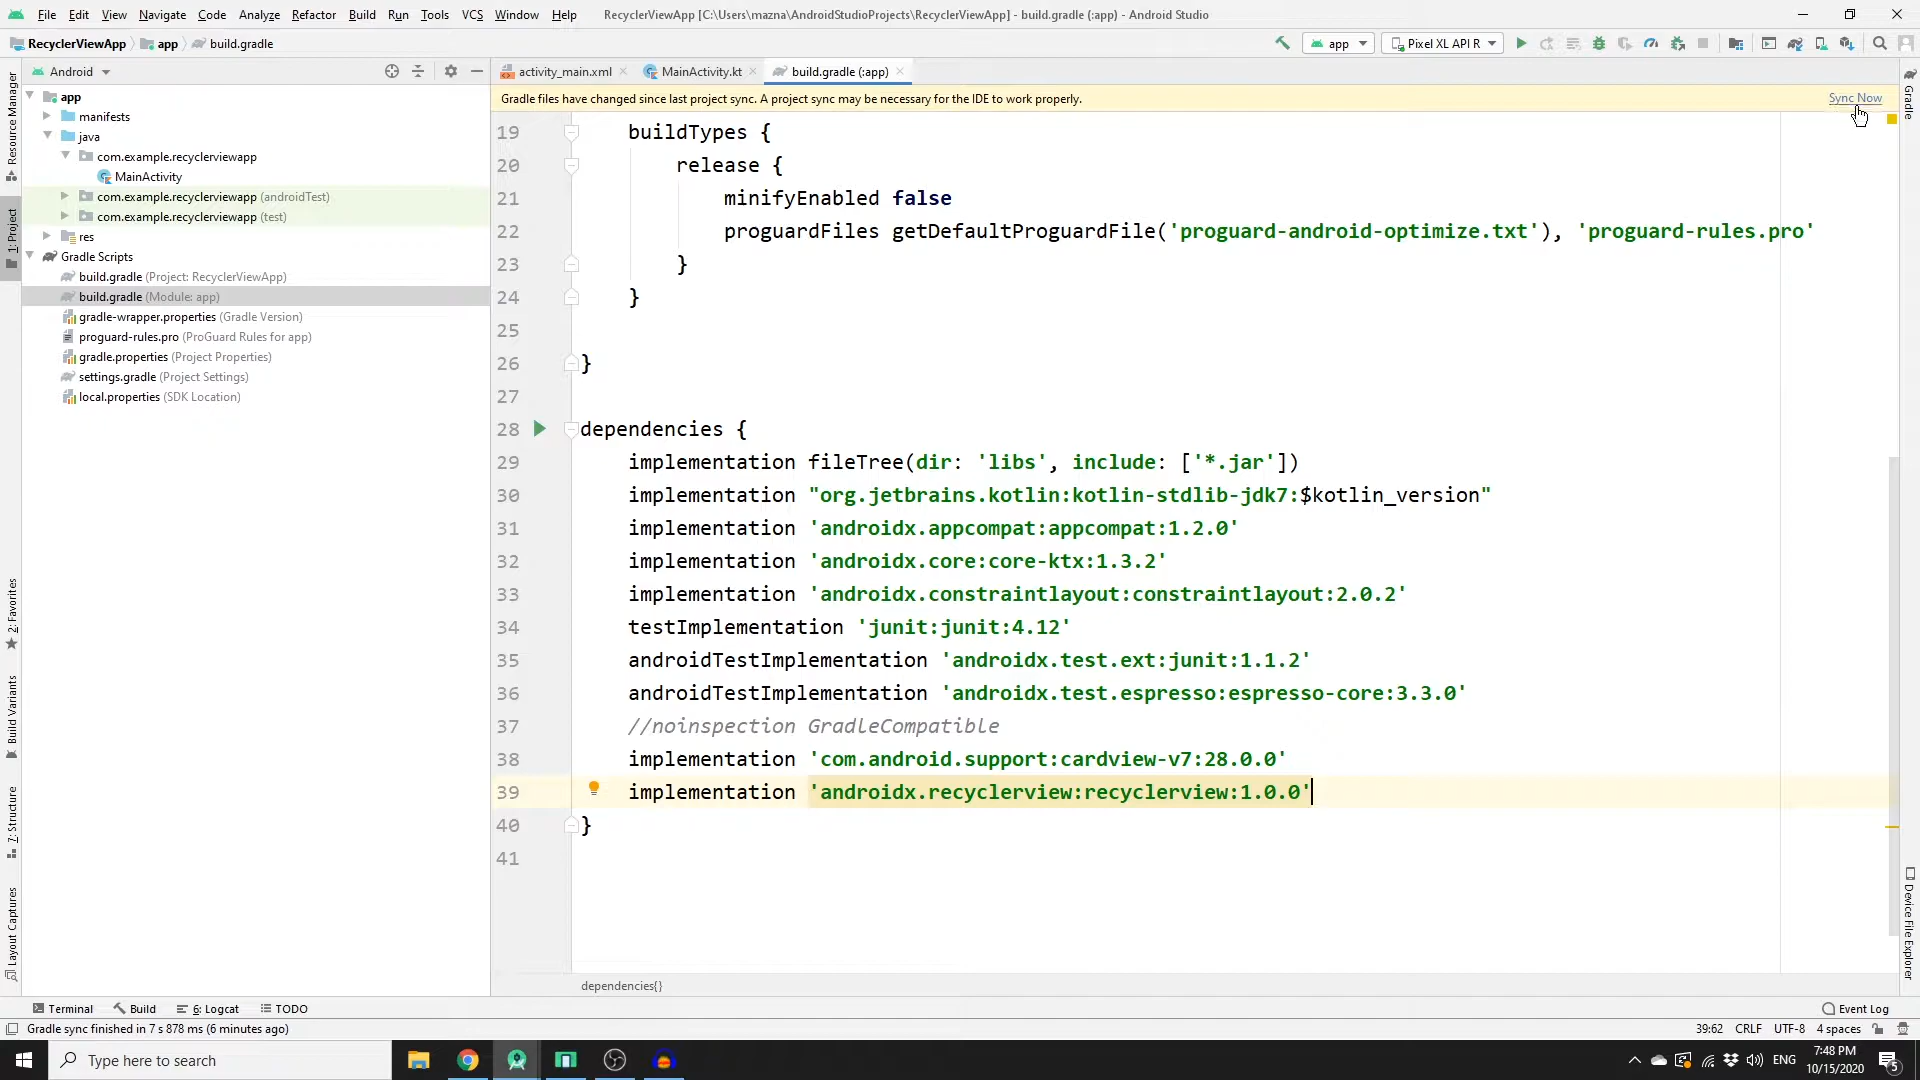 File Edit View Navigate Code Analyze Refactor Build Run Tools VCS Window Help RecyclerViewApp [C:\Users\mazna\AndroidStudioProjects\RecyclerViewApp] - build.gradle (:app) - Android Studio
RecyclerViewApp app build.gradle app Pixel XL API R
Android activity_main.xml MainActivity.kt build.gradle (:app)
Gradle files have changed since last project sync. A project sync may be necessary for the IDE to work properly. Sync Now
app
manifests
java
com.example.recyclerviewapp
MainActivity
com.example.recyclerviewapp (androidTest)
com.example.recyclerviewapp (test)
res
Gradle Scripts
build.gradle (Project: RecyclerViewApp)
build.gradle (Module: app)
gradle-wrapper.properties (Gradle Version)
proguard-rules.pro (ProGuard Rules for app)
gradle.properties (Project Properties)
settings.gradle (Project Settings)
local.properties (SDK Location)
Resource Manager
1: Project
2: Favorites
Build Variants
7: Structure
Layout Captures
19 buildTypes {
20 release {
21 minifyEnabled false
22 proguardFiles getDefaultProguardFile('proguard-android-optimize.txt'), 'proguard-rules.pro'
23 }
24 }
25
26 }
27
28 dependencies {
29 implementation fileTree(dir: 'libs', include: ['*.jar'])
30 implementation "org.jetbrains.kotlin:kotlin-stdlib-jdk7:$kotlin_version"
31 implementation 'androidx.appcompat:appcompat:1.2.0'
32 implementation 'androidx.core:core-ktx:1.3.2'
33 implementation 'androidx.constraintlayout:constraintlayout:2.0.2'
34 testImplementation 'junit:junit:4.12'
35 androidTestImplementation 'androidx.test.ext:junit:1.1.2'
36 androidTestImplementation 'androidx.test.espresso:espresso-core:3.3.0'
37 //noinspection GradleCompatible
38 implementation 'com.android.support:cardview-v7:28.0.0'
39 implementation 'androidx.recyclerview:recyclerview:1.0.0'
40 }
41
dependencies{}
Gradle
Device File Explorer
Terminal Build 6: Logcat TODO Event Log
Gradle sync finished in 7 s 878 ms (6 minutes ago) 39:62 CRLF UTF-8 4 spaces
Type here to search ENG 7:48 PM
10/15/2020 5